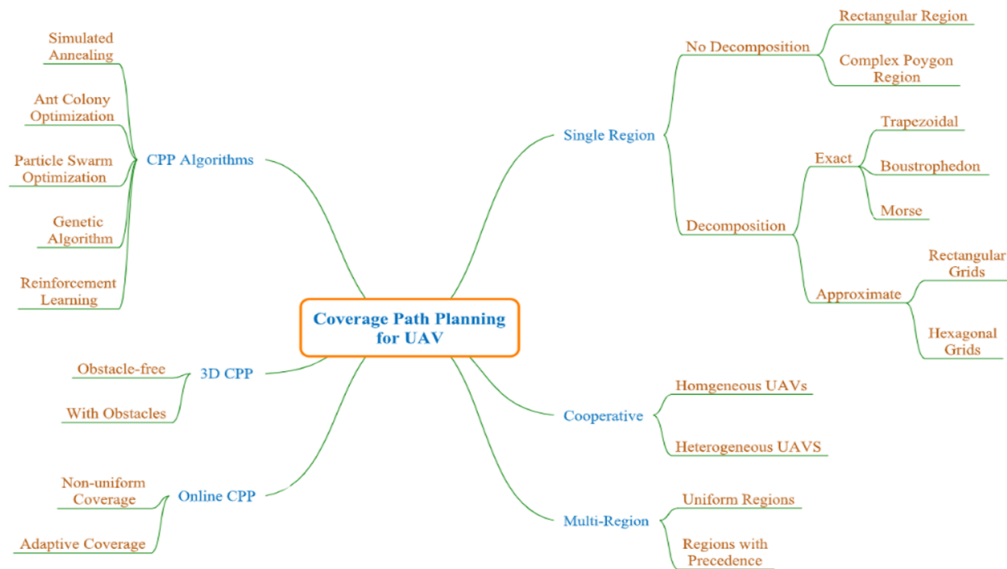 Simulated
Annealing
Ant Colony
Optimization
Particle Swarm
Optimization
Genetic
Algorithm
Reinforcement
Learning
CPP Algorithms
Obstacle-free
With Obstacles
3D CPP
Non-uniform
Coverage
Adaptive Coverage
Online CPP
Coverage Path Planning
for UAV
Single Region
No Decomposition
Rectangular Region
Complex Poygon
Region
Decomposition
Exact
Trapezoidal
Boustrophedon
Morse
Approximate
Rectangular
Grids
Hexagonal
Grids
Cooperative
Homgeneous UAVs
Heterogeneous UAVS
Multi-Region
Uniform Regions
Regions with
Precedence